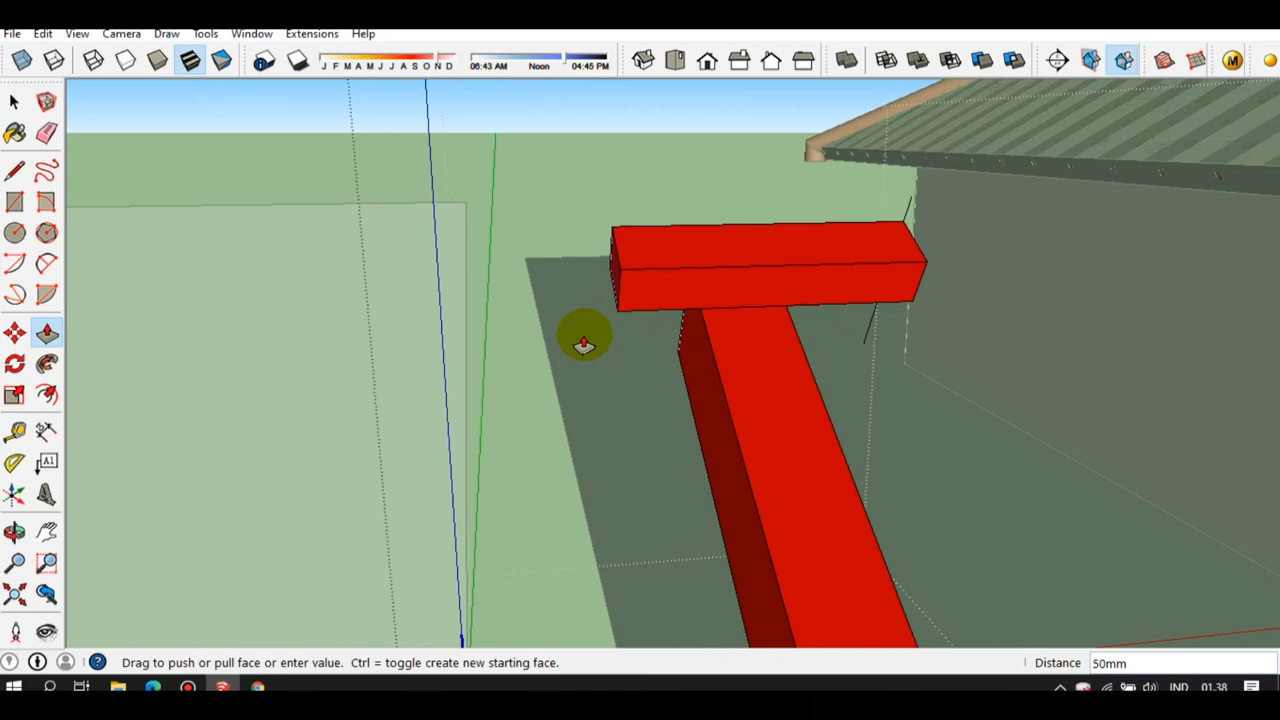 File Edit View Camera Draw Tools Window Extensions Help
J F M A M J J A S O N D 06:43 AM Noon 04:45 PM
M
A1
Drag to push or pull face or enter value. Ctrl = toggle create new starting face. Distance 50mm
IND 01.38